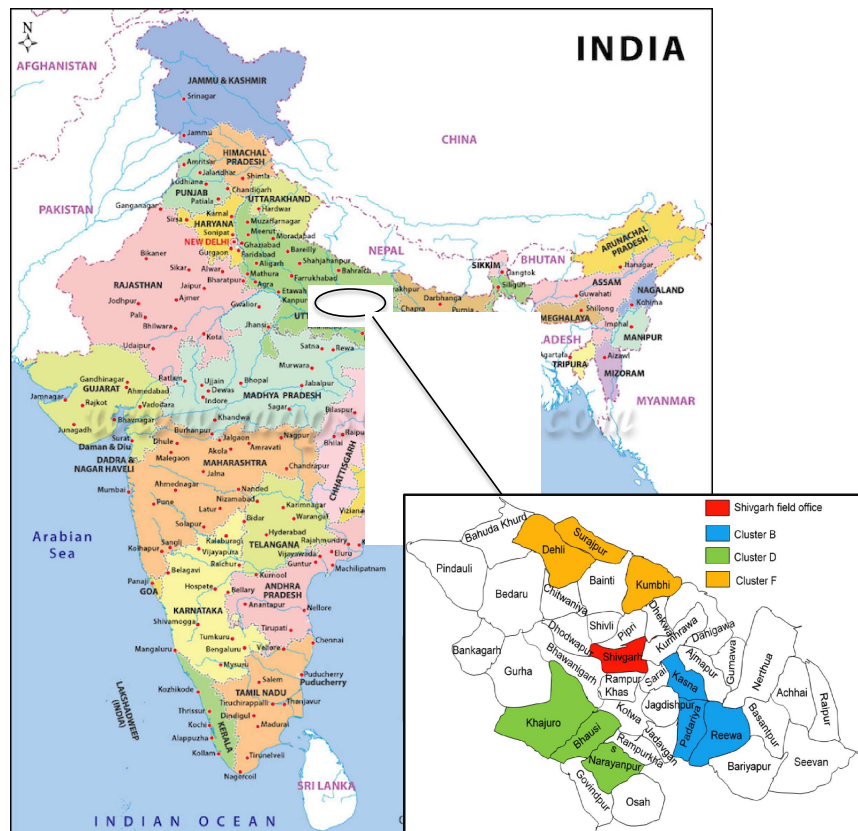 N
INDIA
AFGHANISTAN
JAMMU & KASHMIR
Srinagar
Jammu
CHINA
HIMACHAL
PRADESH
Amritsar
Jalandhar
Shimla
Ludhiana
PUNJAB
Chandigarh
Patiala
UTTARAKHAND
Hardwar
PAKISTAN
Ganganagar
Karnal
Sirsa
HARYANA
Muzaffarnagar
Sonipat
Meerut
NEW DELHI
Moradabad
Ghaziabad
Gurgaon
Faridabad
Bareilly
NEPAL
Bikaner
Sikar
Alwar
Aligarh
Shahjahanpur
Mathura
Bahraich
RAJASTHAN
Jaipur
Bharatpur
Agra
Farrukhabad
Jodhpur
Ajmer
Etawah
Gwalior
Kanpur
Pali
Bhilwara
Jhansi
UTT
Kota
Udaipur
SIKKIM
Gangtok
Siliguri
BHUTAN
ARUNACHAL
PRADESH
Itanagar
ASSAM
Guwahati
NAGALAND
Kohima
Darbhanga
Chapra
Purnia
MEGHALAYA
Shillong
Imphal
MANIPUR
ADESH
Agartala
Aizawl
TRIPURA
MIZORAM
MYANMAR
Satna
Rewa
Murwara
Gandhinagar
Ratlam
Ujjain
Bhopal
Jabalpur
GUJARAT
Ahmedabad
Dewas
Jamnagar
Indore
MADHYA PRADESH
Rajkot
Vadodara
Sagar
Bhavnagar
Khandwa
Bilaspur
Junagadh
Surat
Burhanpur
Jalgaon
Nagpur
Raipu
Daman & Diu
Dhule
Akola
Amravati
Bhilai
DADRA &
NAGAR HAVELI
Malegaon
MAHARASHTRA
Jalna
Chandrapur
CHHATTISGARH
Mumbai
Ahmednagar
Nanded
Pune
Nizamabad
Karimnagar
Latur
Warangal
Viziana
Arabian
Sea
Solapur
Bidar
Hyderabad
Sangli
Kalaburagi
Rajahmundry
Kolhapur
Vijayapura
TELANGANA
Vijayawada
Eluru
Raichur
Guntur
Machilipatnam
Belagavi
Kurnool
Panaji
GOA
Hospete
Bellary
ANDHRA
PRADESH
KARNATAKA
Anantapur
Nellore
Shivamogga
Tirupati
Tumkuru
Chennai
Mangaluru
Bengaluru
Vellore
Mysuru
Puducherry
Puducherry
Kozhikode
Salem
TAMIL NADU
LAKSHADWEEP
(INDIA)
Tiruchirappalli
Thanjavur
Thrissur
Dindigul
Kochi
Madurai
Alappuzha
KERALA
Kollam
Tirunelveli
Nagercoil
SRI LANKA
INDIAN OCEAN
Shivgarh field office
Cluster B
Cluster D
Cluster F
Bahuda Khurd
Surajpur
Dehli
Pindauli
Bainti
Kumbhi
Bedaru
Chitwaniya
Dhekwa
Shivli
Pipri
Kumhrawa
Dahigawa
Dhodwapur
Bankagarh
Bhawanigarh
Shivgarh
Ajmapur
Gumawa
Nerthua
Gurha
Rampur
Khas
Sarai
Kasna
Achhai
Raipur
Jagdishpur
Kolwa
Khajuro
Padariya
Reewa
Basantpur
Bhausi
Jadavgan
Rampurkha
s
Narayanpur
Bariyapur
Seevan
Govindpur
Osah